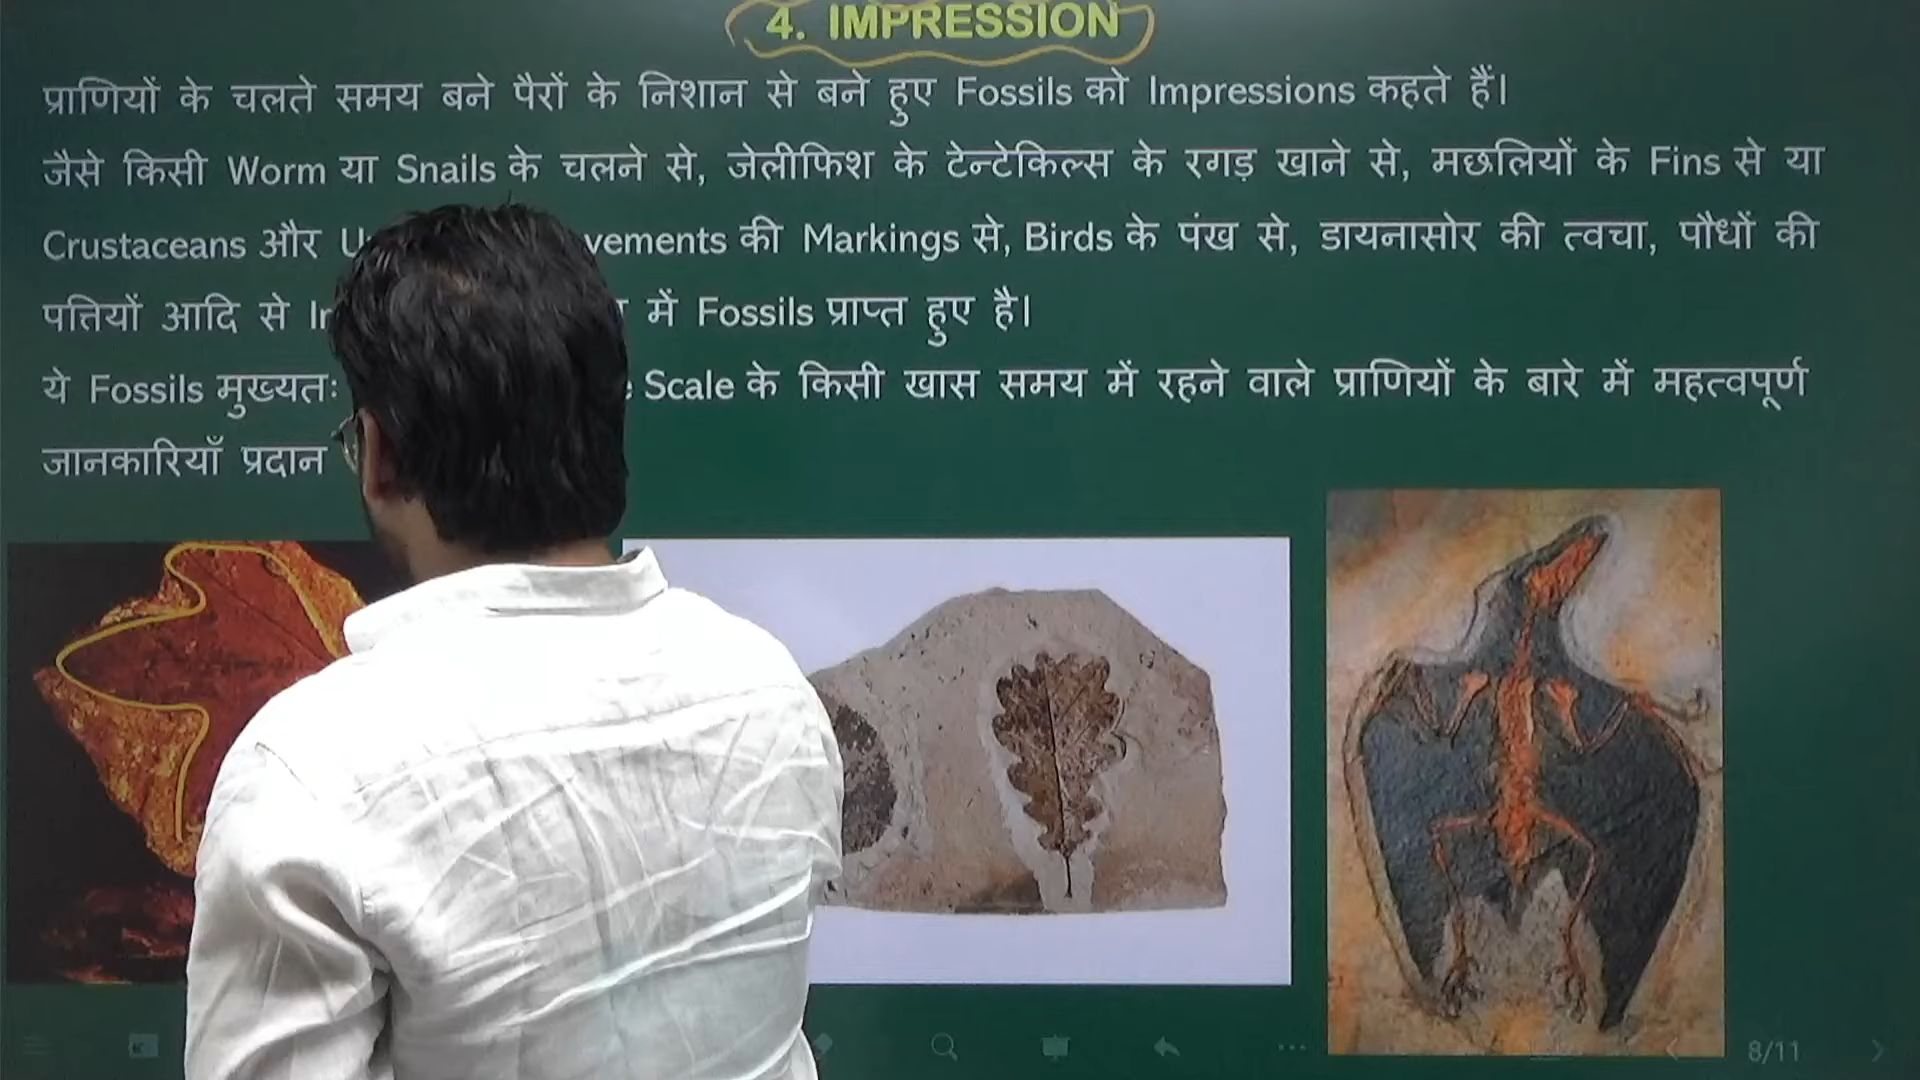 4. IMPRESSION
प्राणियों के चलते समय बने पैरों के निशान से बने हुए Fossils को Impressions कहते हैं।
जैसे किसी Worm या Snails के चलने से, जेलीफिश के टेन्टेकिल्स के रगड़ खाने से, मछलियों के Fins से या
Crustaceans और vements की Markings से, Birds के पंख से, डायनासोर की त्वचा, पौधों की
पत्तियों आदि से में Fossils प्राप्त हुए है।
ये Fossils मुख्यतः Scale के किसी खास समय में रहने वाले प्राणियों के बारे में महत्वपूर्ण
जानकारियाँ प्रदान
8/11